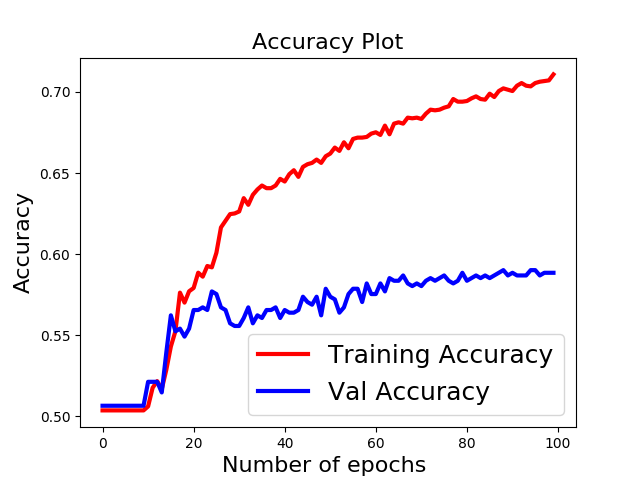 Accuracy Plot
Accuracy
0.70
0.65
0.60
0.55
0.50
Training Accuracy
Val Accuracy
0 20 40 60 80 100
Number of epochs